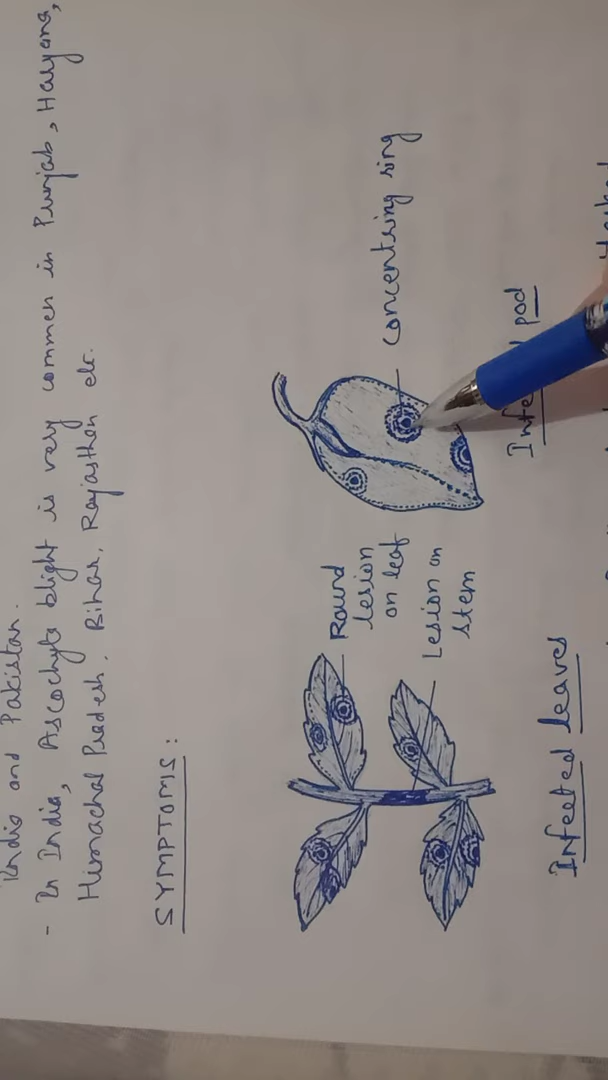 India and Pakistan.
- In India, Ascochyta blight is very common in Punjab, Haryana,
Himachal Pradesh, Bihar, Rajasthan etc.
SYMPTOMS:
Round
lesion
on leaf
Lesion on
stem
Concentring ring
Infected leaves
pod